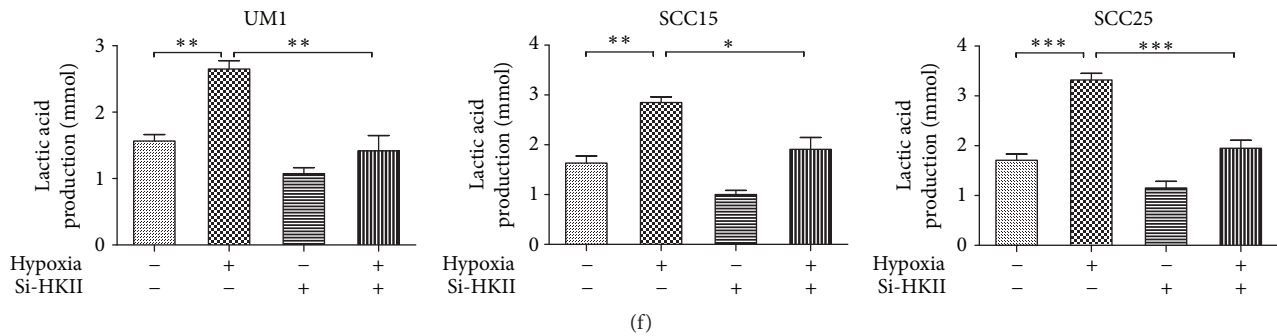 UM1
SCC15
SCC25
** **
** *
*** ***
Lactic acid
production (mmol)
3
2
1
0
Lactic acid
production (mmol)
4
3
2
1
0
Lactic acid
production (mmol)
4
3
2
1
0
Hypoxia − + − +
Si-HKII − − + +
Hypoxia − + − +
Si-HKII − − + +
Hypoxia − + − +
Si-HKII − − + +
(f)